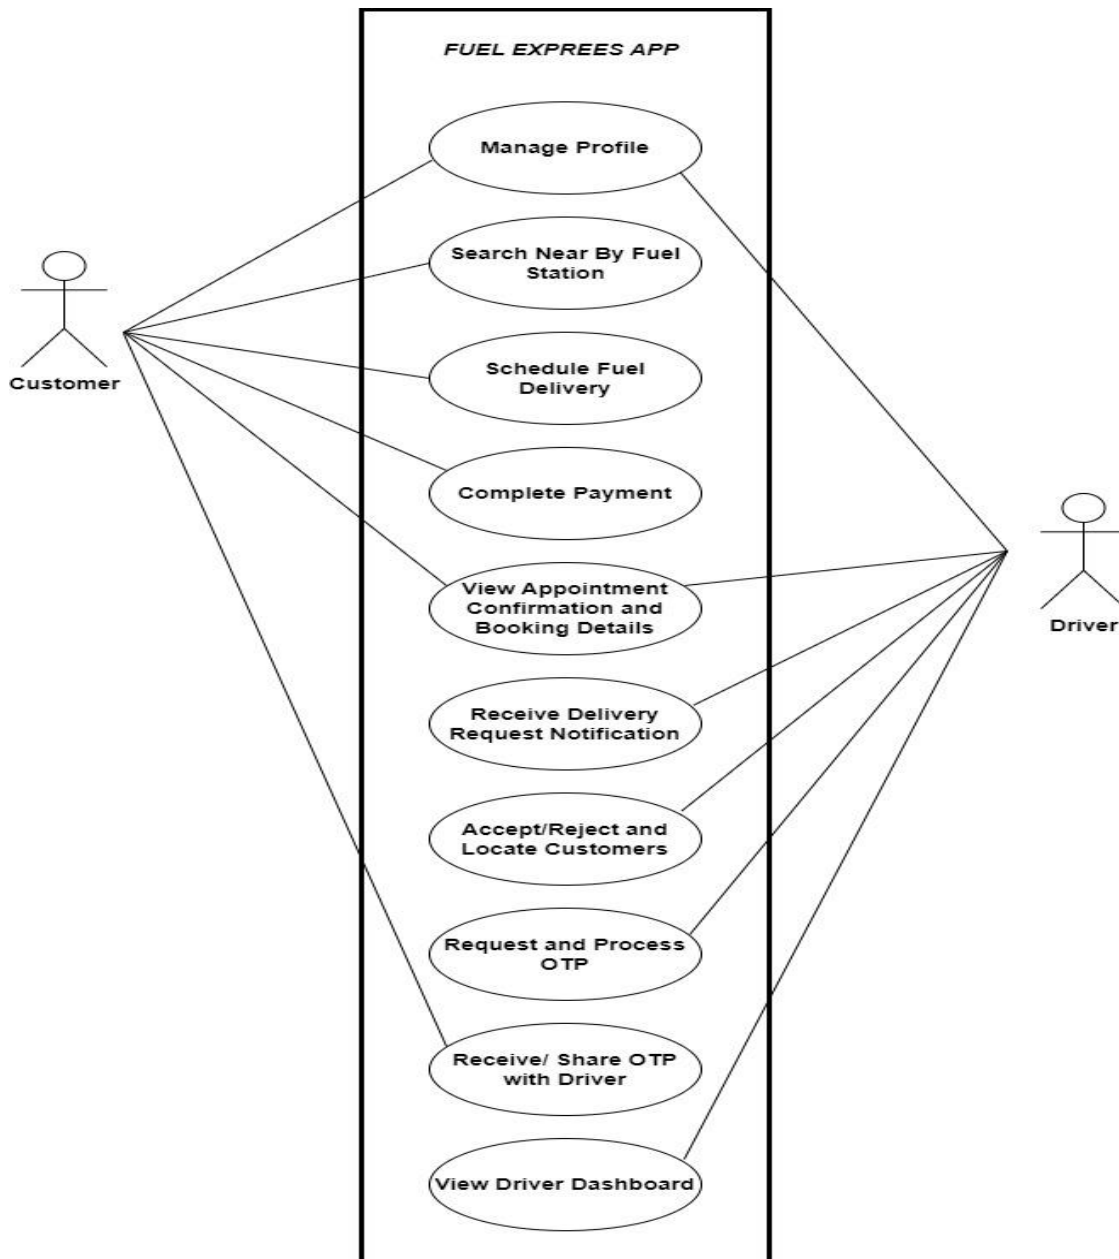 FUEL EXPREES APP
Manage Profile
Search Near By Fuel
Station
Schedule Fuel
Delivery
Customer
Complete Payment
View Appointment
Confirmation and
Booking Details
Driver
Receive Delivery
Request Notification
Accept/Reject and
Locate Customers
Request and Process
OTP
Receive/ Share OTP
with Driver
View Driver Dashboard